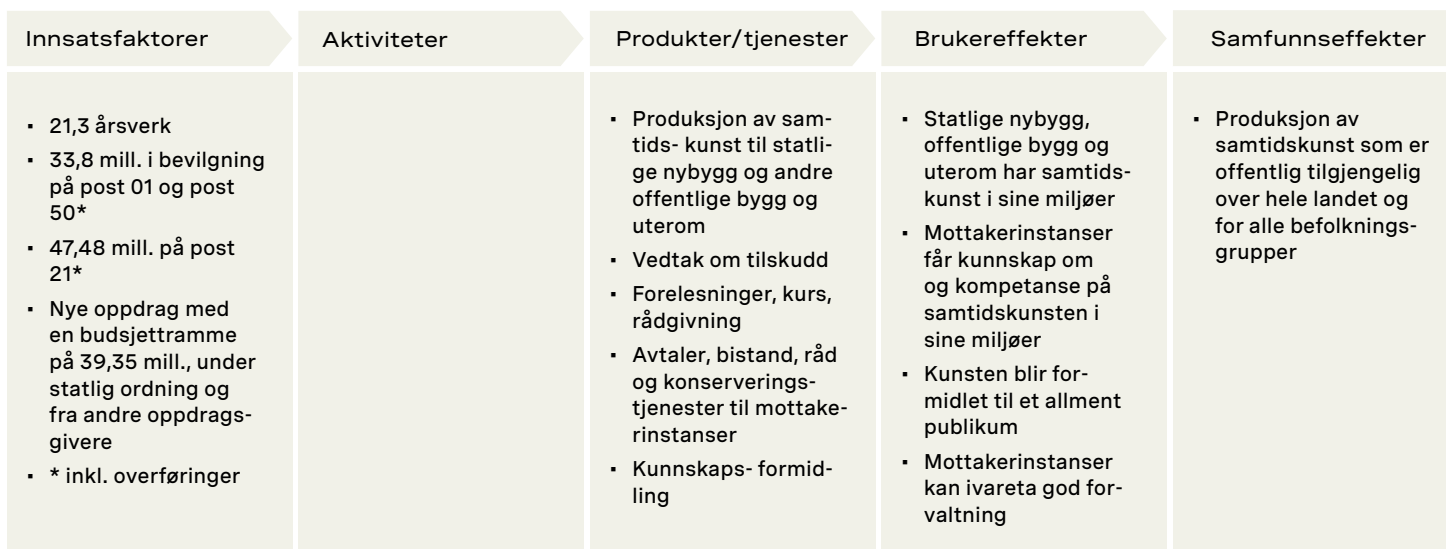 Innsatsfaktorer
Aktiviteter
Produkter/tjenester
Brukereffekter
Samfunnseffekter
▪ 21,3 årsverk
▪ 33,8 mill. i bevilgning
på post 01 og post
50*
▪ 47,48 mill. på post
21*
▪ Nye oppdrag med
en budsjettramme
på 39,35 mill., under
statlig ordning og
fra andre oppdrags-
givere
▪ * inkl. overføringer
▪ Produksjon av sam-
tids- kunst til statli-
ge nybygg og andre
offentlige bygg og
uterom
▪ Vedtak om tilskudd
▪ Forelesninger, kurs,
rådgivning
▪ Avtaler, bistand, råd
og konserverings-
tjenester til mottake-
rinstanser
▪ Kunnskaps- formid-
ling
▪ Statlige nybygg,
offentlige bygg og
uterom har samtids-
kunst i sine miljøer
▪ Mottakerinstanser
får kunnskap om
og kompetanse på
samtidskunsten i
sine miljøer
▪ Kunsten blir for-
midlet til et allment
publikum
▪ Mottakerinstanser
kan ivareta god for-
valtning
▪ Produksjon av
samtidskunst som er
offentlig tilgjengelig
over hele landet og
for alle befolknings-
grupper